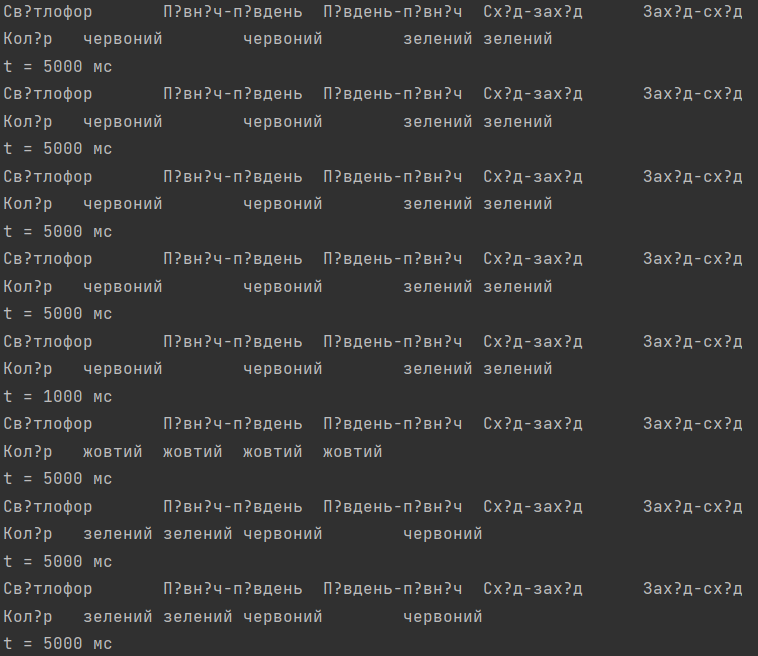 Св?тлофор П?вн?ч-п?вдень П?вдень-п?вн?ч Сх?д-зах?д Зах?д-сх?д
Кол?р червоний червоний зелений зелений
t = 5000 мс
Св?тлофор П?вн?ч-п?вдень П?вдень-п?вн?ч Сх?д-зах?д Зах?д-сх?д
Кол?р червоний червоний зелений зелений
t = 5000 мс
Св?тлофор П?вн?ч-п?вдень П?вдень-п?вн?ч Сх?д-зах?д Зах?д-сх?д
Кол?р червоний червоний зелений зелений
t = 5000 мс
Св?тлофор П?вн?ч-п?вдень П?вдень-п?вн?ч Сх?д-зах?д Зах?д-сх?д
Кол?р червоний червоний зелений зелений
t = 5000 мс
Св?тлофор П?вн?ч-п?вдень П?вдень-п?вн?ч Сх?д-зах?д Зах?д-сх?д
Кол?р червоний червоний зелений зелений
t = 1000 мс
Св?тлофор П?вн?ч-п?вдень П?вдень-п?вн?ч Сх?д-зах?д Зах?д-сх?д
Кол?р жовтий жовтий жовтий жовтий
t = 5000 мс
Св?тлофор П?вн?ч-п?вдень П?вдень-п?вн?ч Сх?д-зах?д Зах?д-сх?д
Кол?р зелений зелений червоний червоний
t = 5000 мс
Св?тлофор П?вн?ч-п?вдень П?вдень-п?вн?ч Сх?д-зах?д Зах?д-сх?д
Кол?р зелений зелений червоний червоний
t = 5000 мс